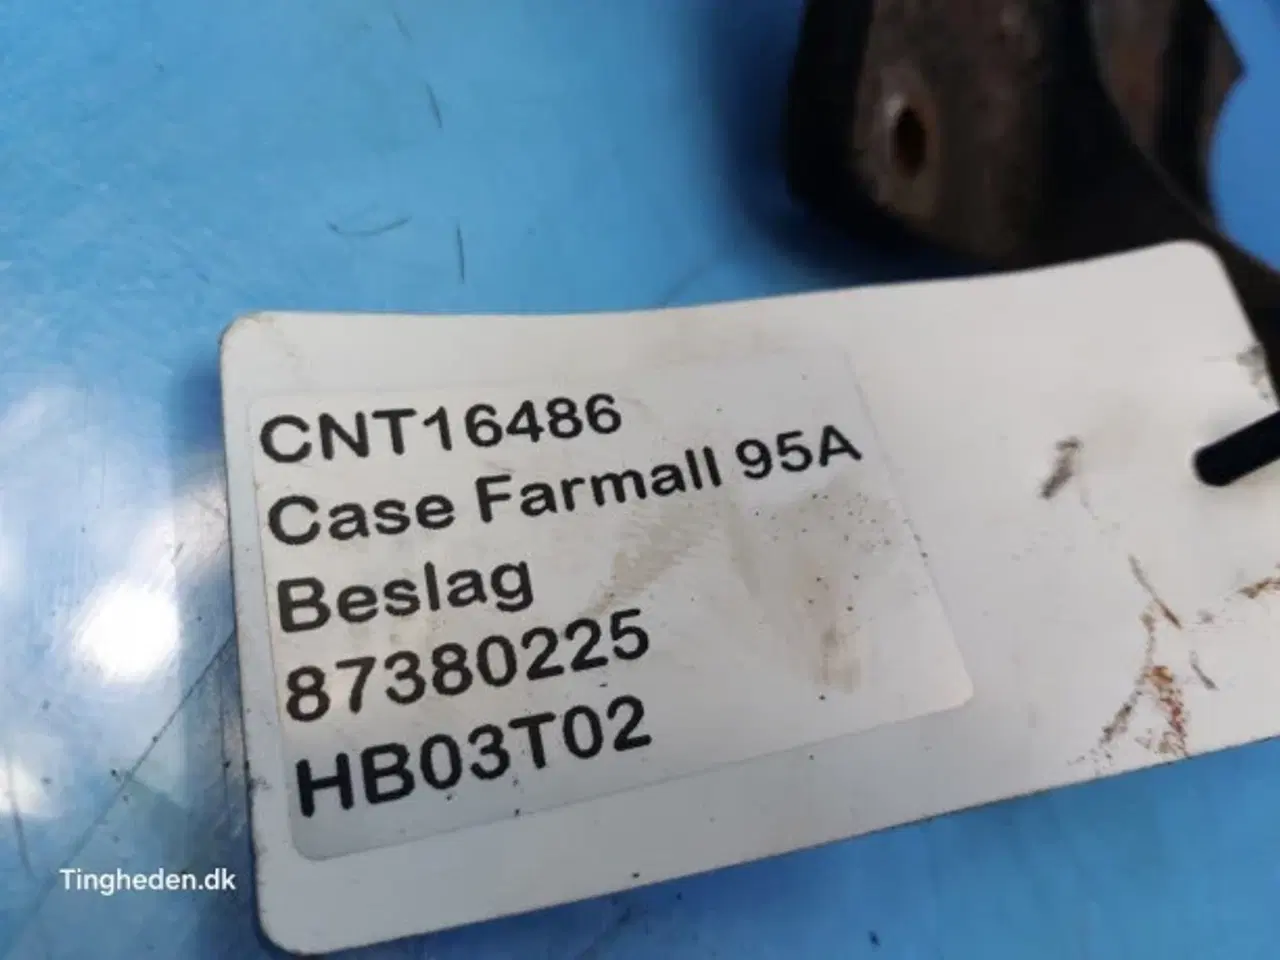 CNT16486
Case Farmall 95A
Beslag
87380225
HB03T02
Tingheden.dk